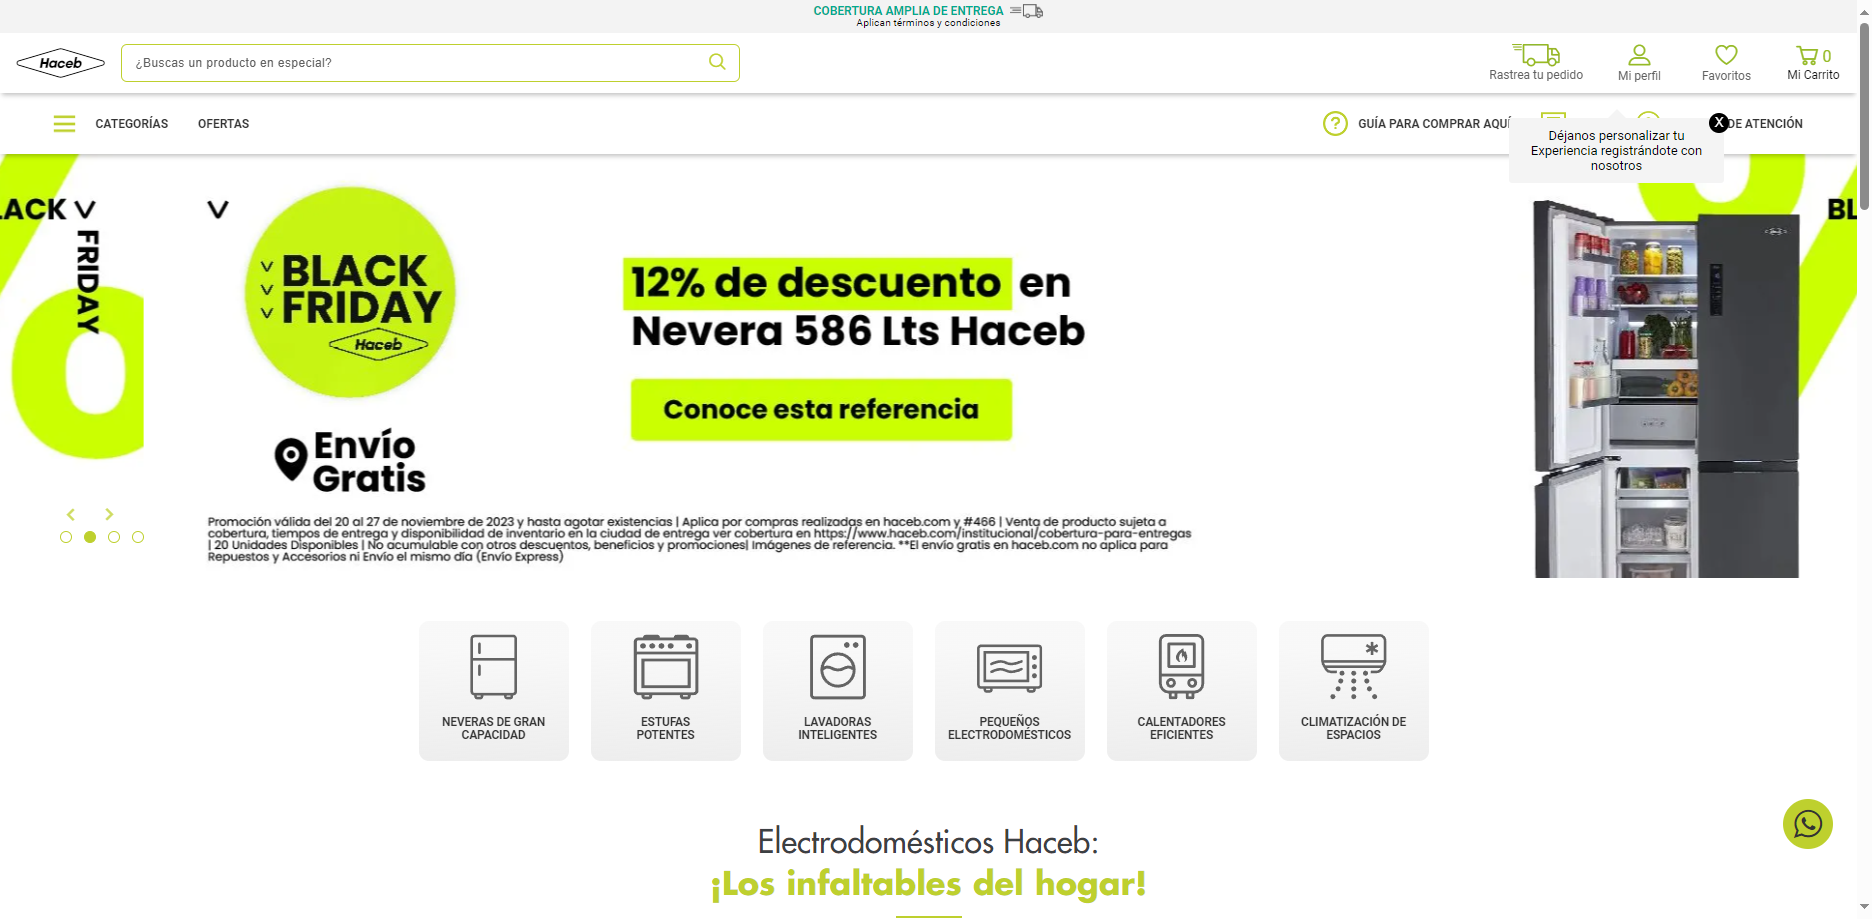 COBERTURA AMPLIA DE ENTREGA
Aplican términos y condiciones
Haceb
¿Buscas un producto en especial?
Rastrea tu pedido
Mi perfil
Favoritos
0
Mi Carrito
CATEGORÍAS
OFERTAS
GUÍA PARA COMPRAR AQUÍ
DE ATENCIÓN
X
Déjanos personalizar tu
Experiencia registrándote con
nosotros
LACK
FRIDAY
BLACK
FRIDAY
Haceb
Envío
Gratis
12% de descuento en
Nevera 586 Lts Haceb
Conoce esta referencia
BL
Promoción válida del 20 al 27 de noviembre de 2023 y hasta agotar existencias | Aplica por compras realizadas en haceb.com y #466 | Venta de producto sujeta a
cobertura, tiempos de entrega y disponibilidad de inventario en la ciudad de entrega ver cobertura en https://www.haceb.com/institucional/cobertura-para-entregas
| 20 Unidades Disponibles | No acumulable con otros descuentos, beneficios y promociones| Imágenes de referencia. **El envío gratis en haceb.com no aplica para
Repuestos y Accesorios ni Envío el mismo día (Envío Express)
NEVERAS DE GRAN
CAPACIDAD
ESTUFAS
POTENTES
LAVADORAS
INTELIGENTES
PEQUEÑOS
ELECTRODOMÉSTICOS
CALENTADORES
EFICIENTES
CLIMATIZACIÓN DE
ESPACIOS
Electrodomésticos Haceb:
¡Los infaltables del hogar!